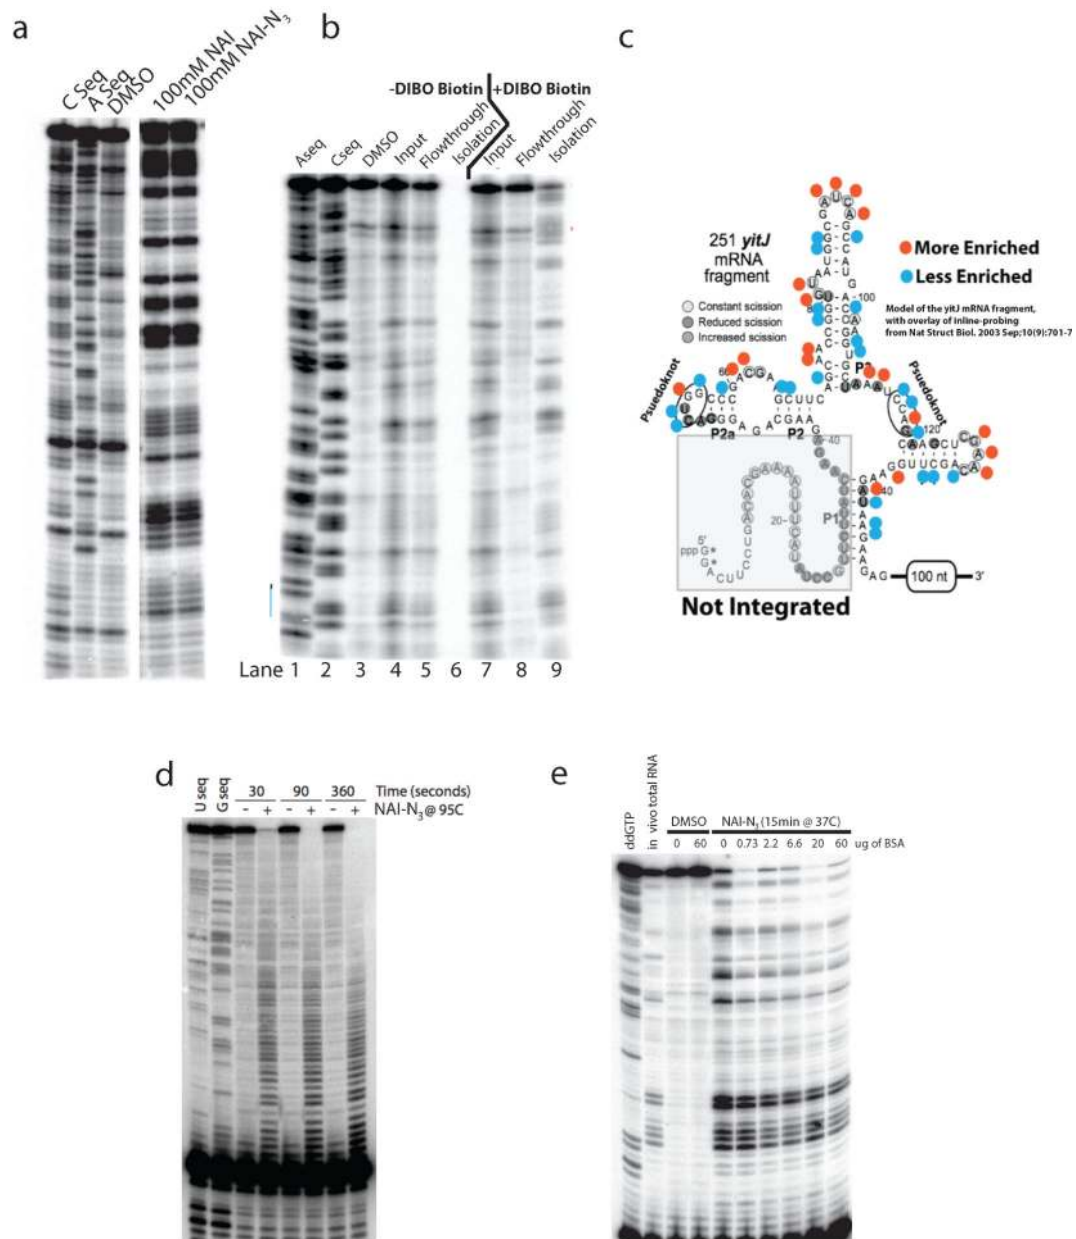 a
C Seq
A Seq
DMSO
100mM NAI
100mM NAI-N3
b
-DIBO Biotin
+DIBO Biotin
Aseq
Cseq
DMSO
Input
Flowthrough
Isolation
Input
Flowthrough
Isolation
Lane 1 2 3 4 5 6 7 8 9
c
251 yitJ
mRNA
fragment
Constant scission
Reduced scission
Increased scission
More Enriched
Less Enriched
Model of the yitJ mRNA fragment,
with overlay of inline-probing
from Nat Struct Biol. 2003 Sep;10(9):701-7
100
Psuedoknot
Psuedoknot
P2a
P2
40
120
P1
20
5'
ppp
100 nt
3'
Not Integrated
d
U seq
G seq
30 90 360 Time (seconds)
- + - + - + NAI-N3 @ 95C
e
ddGTP
in vivo total RNA
DMSO
NAI-N3 (15min @ 37C)
0 60 0 0.73 2.2 6.6 20 60 ug of BSA